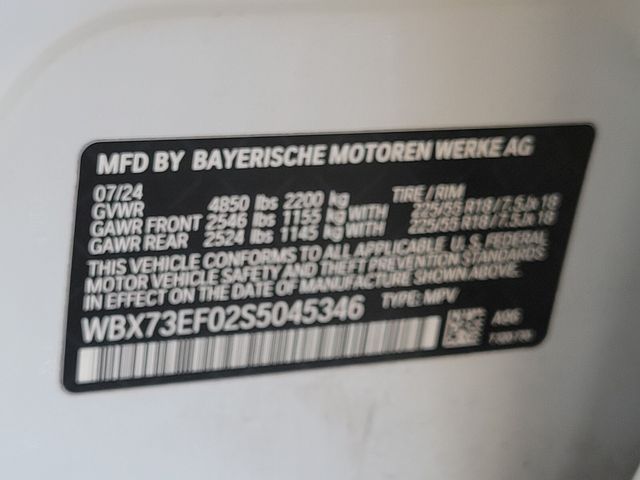 MFD BY BAYERISCHE MOTOREN WERKE AG
07/24 TIRE / RIM
GVWR 4850 lbs 2200 kg
GAWR FRONT 2546 lbs 1155 kg WITH 225/55 R18 / 7.5Jx18
GAWR REAR 2524 lbs 1145 kg WITH 225/55 R18 / 7.5Jx18
THIS VEHICLE CONFORMS TO ALL APPLICABLE U.S. FEDERAL
MOTOR VEHICLE SAFETY AND THEFT PREVENTION STANDARDS
IN EFFECT ON THE DATE OF MANUFACTURE SHOWN ABOVE.
WBX73EF02S5045346 TYPE: MPV